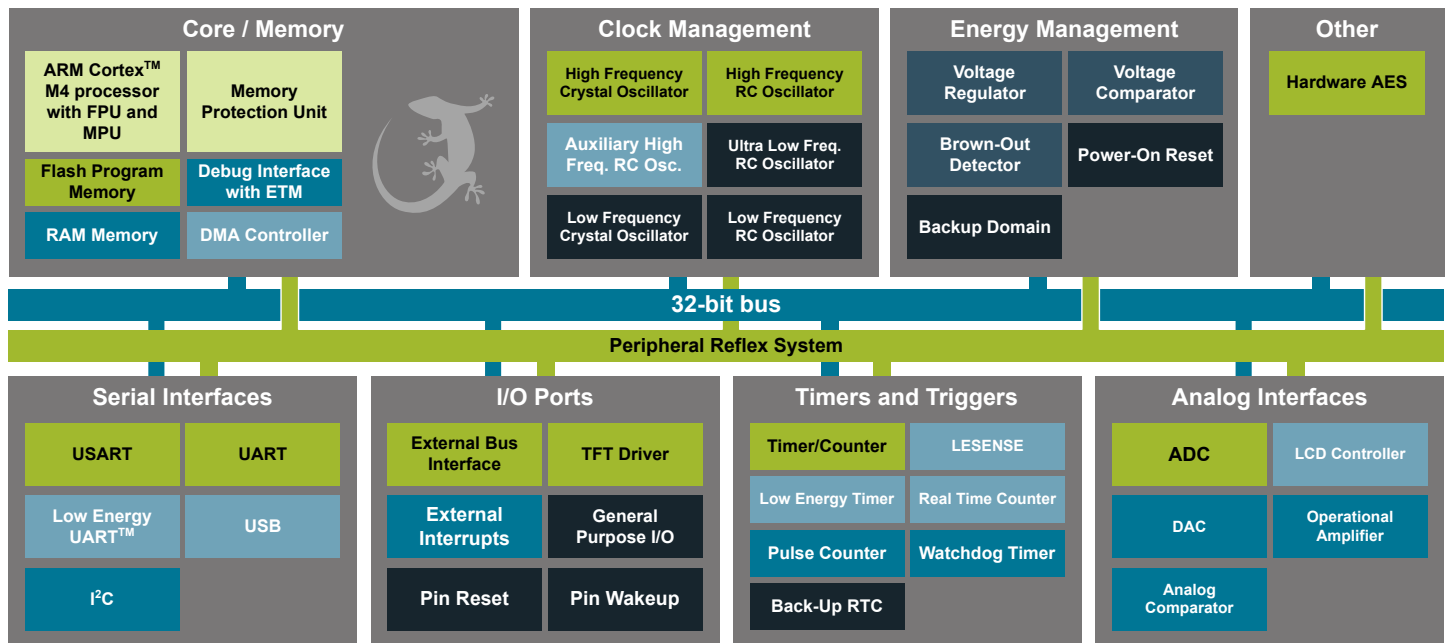 Core / Memory
ARM Cortex™
M4 processor
with FPU and
MPU
Memory
Protection Unit
Flash Program
Memory
Debug Interface
with ETM
RAM Memory
DMA Controller
Clock Management
High Frequency
Crystal Oscillator
High Frequency
RC Oscillator
Auxiliary High
Freq. RC Osc.
Ultra Low Freq.
RC Oscillator
Low Frequency
Crystal Oscillator
Low Frequency
RC Oscillator
Energy Management
Voltage
Regulator
Voltage
Comparator
Brown-Out
Detector
Power-On Reset
Backup Domain
Other
Hardware AES
32-bit bus
Peripheral Reflex System
Serial Interfaces
USART
UART
Low Energy
UART™
USB
I²C
I/O Ports
External Bus
Interface
TFT Driver
External
Interrupts
General
Purpose I/O
Pin Reset
Pin Wakeup
Timers and Triggers
Timer/Counter
LESENSE
Low Energy Timer
Real Time Counter
Pulse Counter
Watchdog Timer
Back-Up RTC
Analog Interfaces
ADC
LCD Controller
DAC
Operational
Amplifier
Analog
Comparator